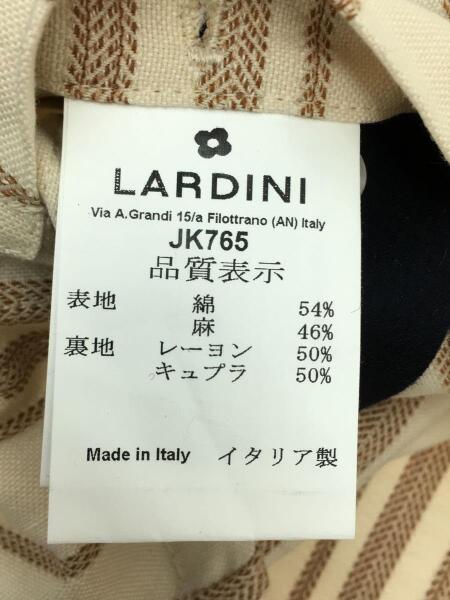 LARDINI
Via A.Grandi 15/a Filottrano (AN) Italy
JK765
品質表示
表地 綿 54%
麻 46%
裏地 レーヨン 50%
キュプラ 50%
Made in Italy イタリア製